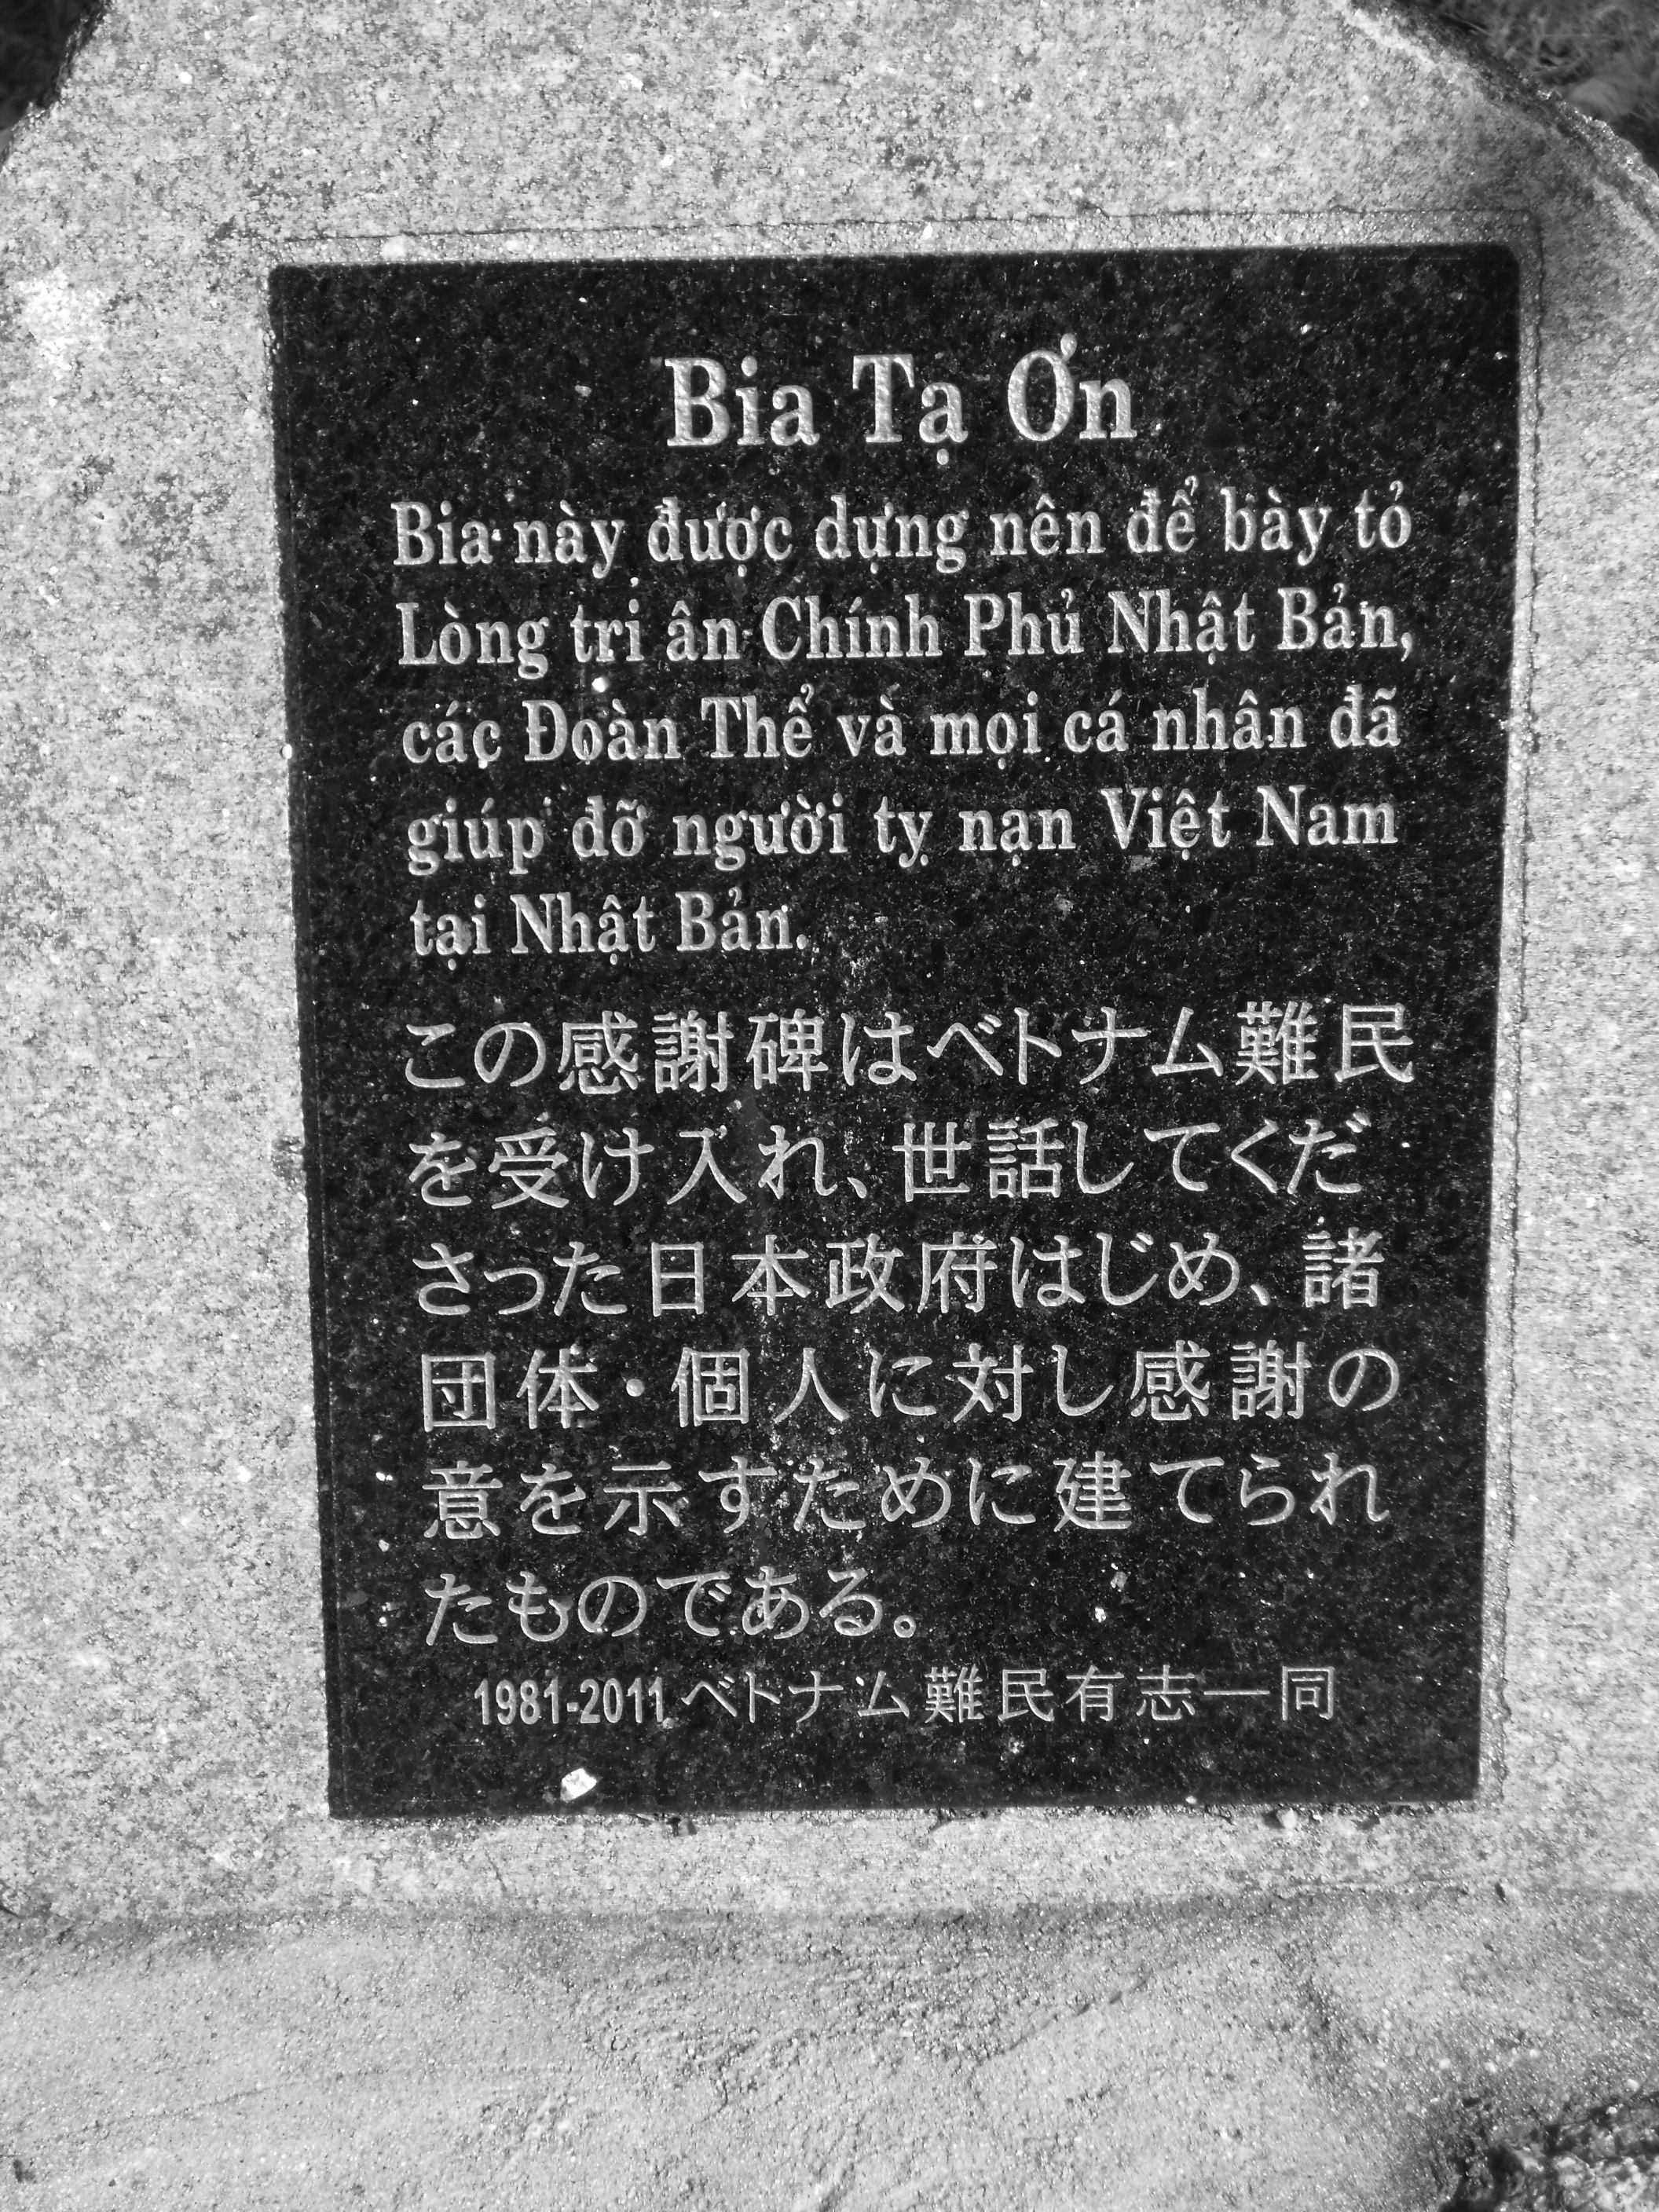 Bia Tạ Ơn
Bia này được dựng nên để bày tỏ
Lòng tri ân Chính Phủ Nhật Bản,
các Đoàn Thể và mọi cá nhân đã
giúp đỡ người tỵ nạn Việt Nam
tại Nhật Bản.
この感謝碑はベトナム難民
を受け入れ、世話してくだ
さった日本政府はじめ、諸
団体・個人に対し感謝の
意を示すために建てられ
たものである。
1981-2011 ベトナム難民有志一同